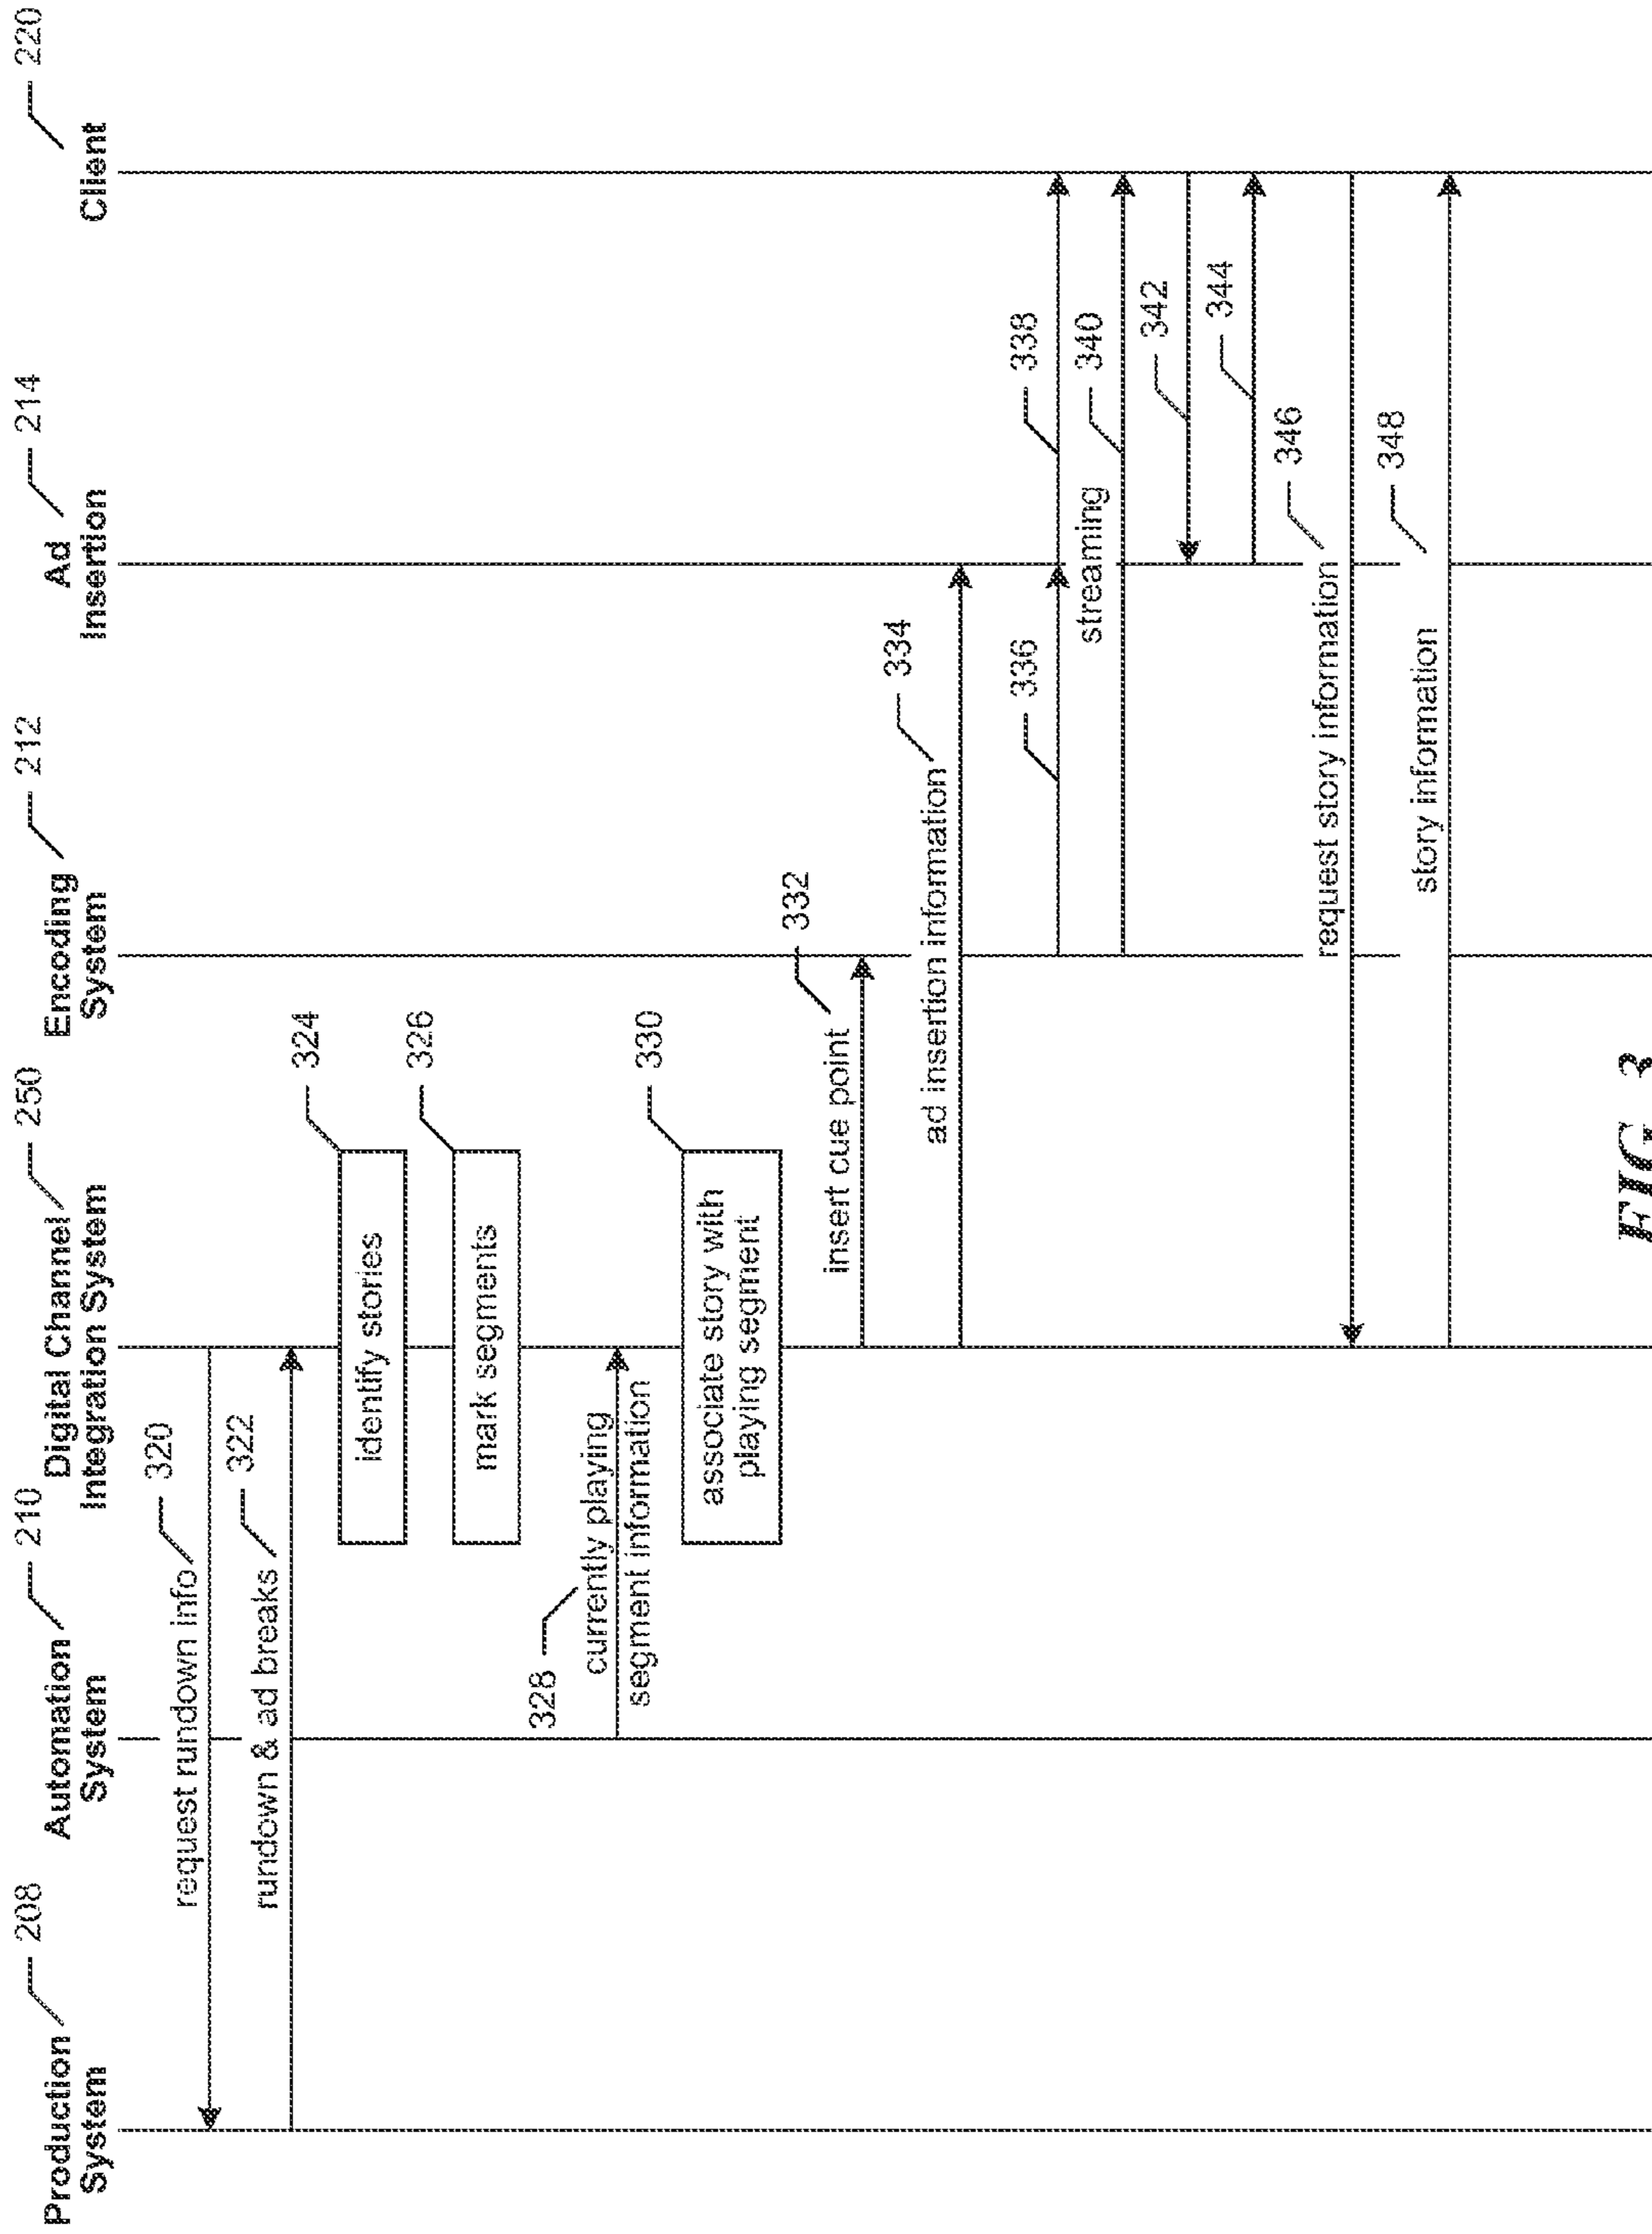 Production
System
208
Automation
System
210
Digital Channel
Integration System
250
Encoding
System
212
Ad
Insertion
214
Client
220
request rundown info
320
rundown & ad breaks
322
identify stories
324
mark segments
326
328
currently playing
segment information
associate story with
playing segment
330
insert cue point
332
ad insertion information
334
336
338
streaming
340
342
344
request story information
346
story information
348
FIG. 3